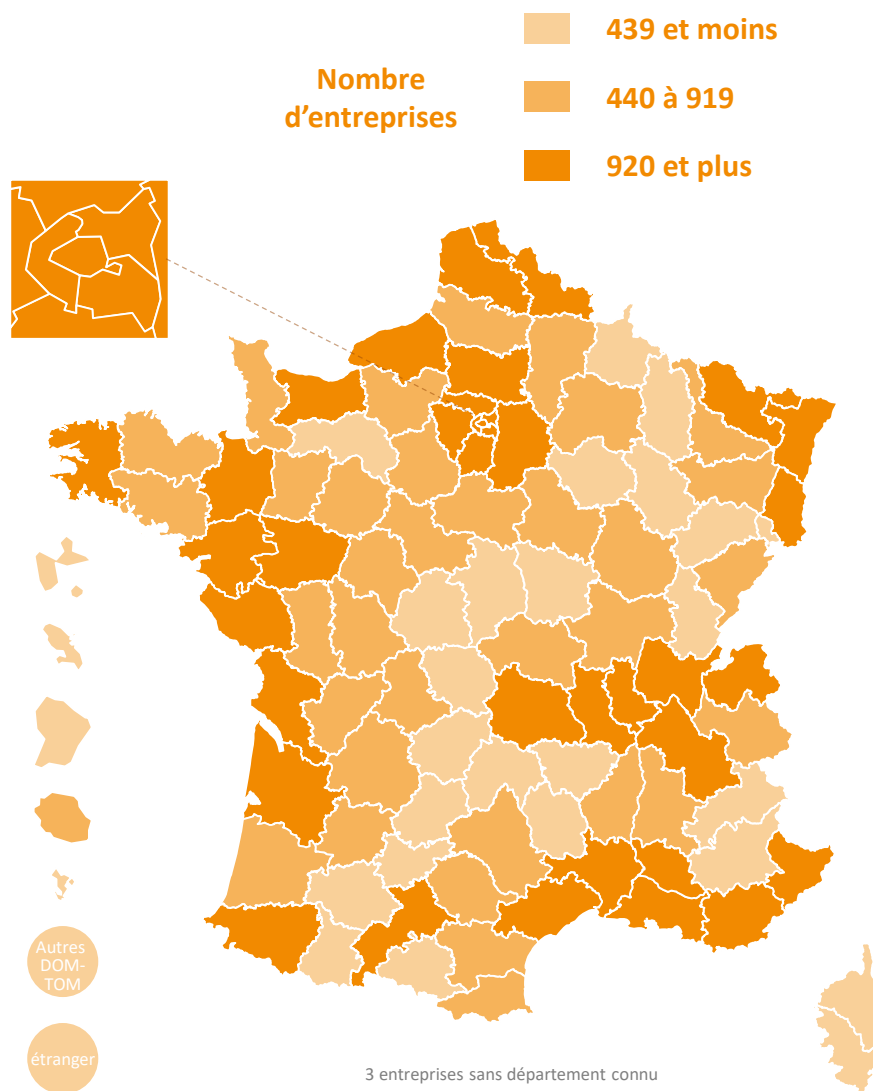 439 et moins
Nombre
d’entreprises
440 à 919
920 et plus
Autres
DOM-
TOM
étranger
3 entreprises sans département connu